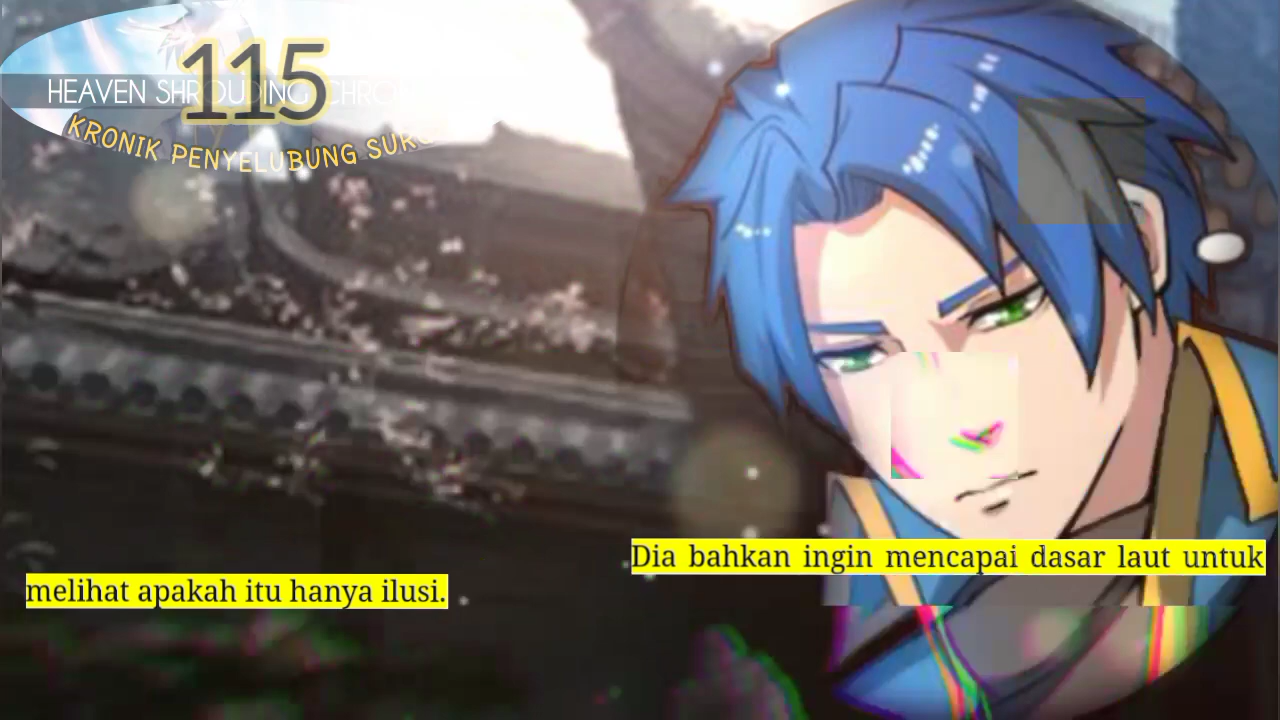 115
HEAVEN SHROUDING CHRO
KRONIK PENYELUBUNG SURG
Dia bahkan ingin mencapai dasar laut untuk
melihat apakah itu hanya ilusi.